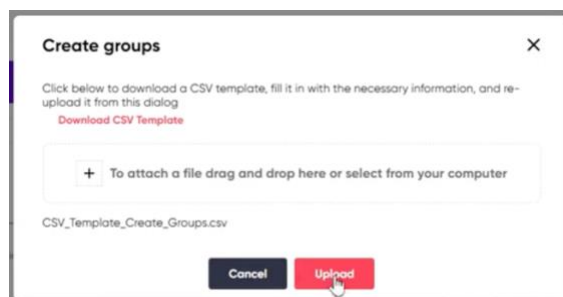 Create groups
Click below to download a CSV template, fill it in with the necessary information, and re-
upload it from this dialog
Download CSV Template
+ To attach a file drag and drop here or select from your computer
CSV_Template_Create_Groups.csv
Cancel Upload